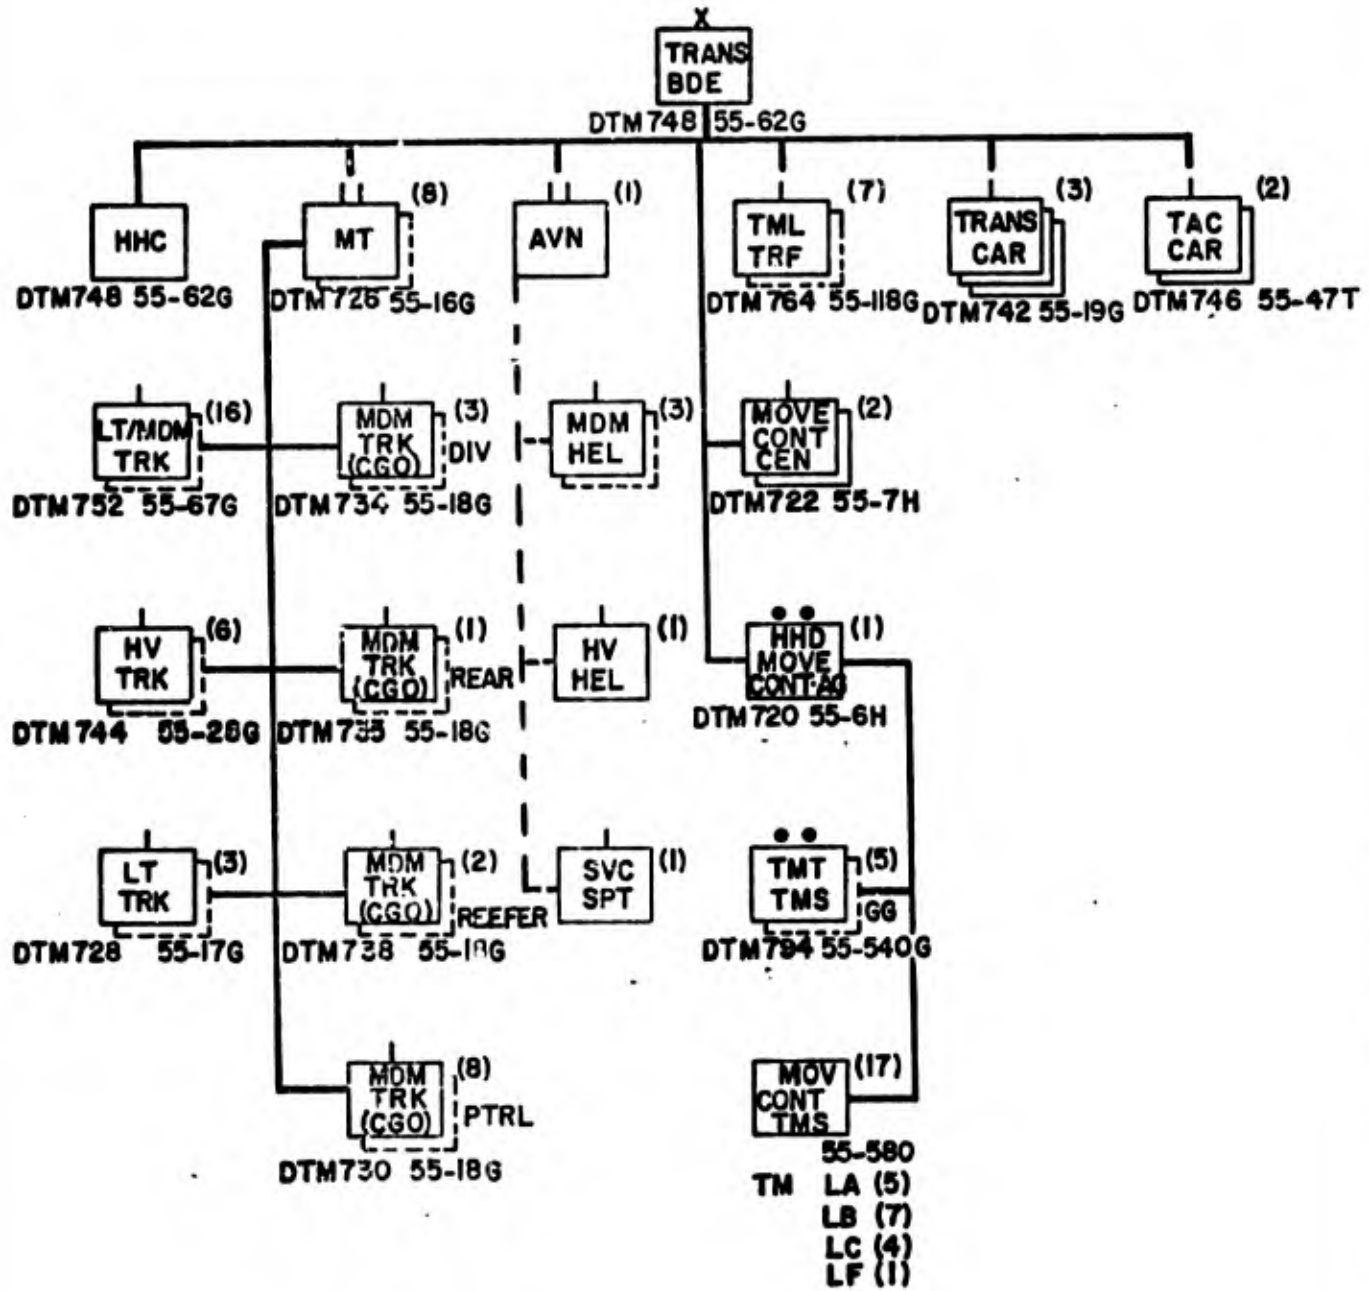 X
TRANS
BDE
DTM748 55-62G
HHC
DTM748 55-62G
MT
(8)
DTM726 55-16G
AVN
(1)
TML
TRF
(7)
DTM764 55-118G
TRANS
CAR
(3)
DTM742 55-19G
TAC
CAR
(2)
DTM746 55-47T
LT/MDM
TRK
(16)
DTM752 55-67G
MDM
TRK
(CGO)
(3)
DIV
DTM734 55-18G
MDM
HEL
(3)
MOVE
CONT
CEN
(2)
DTM722 55-7H
HV
TRK
(6)
DTM744 55-28G
MDM
TRK
(CGO)
(1)
REAR
DTM735 55-18G
HV
HEL
(1)
HHD
MOVE
CONT-AG
(1)
DTM720 55-6H
LT
TRK
(3)
DTM728 55-17G
MDM
TRK
(CGO)
(2)
REEFER
DTM738 55-18G
SVC
SPT
(1)
TMT
TMS
(5)
GG
DTM794 55-540G
MDM
TRK
(CGO)
(8)
PTRL
DTM730 55-18G
MOV
CONT
TMS
(17)
55-580
TM LA (5)
LB (7)
LC (4)
LF (1)